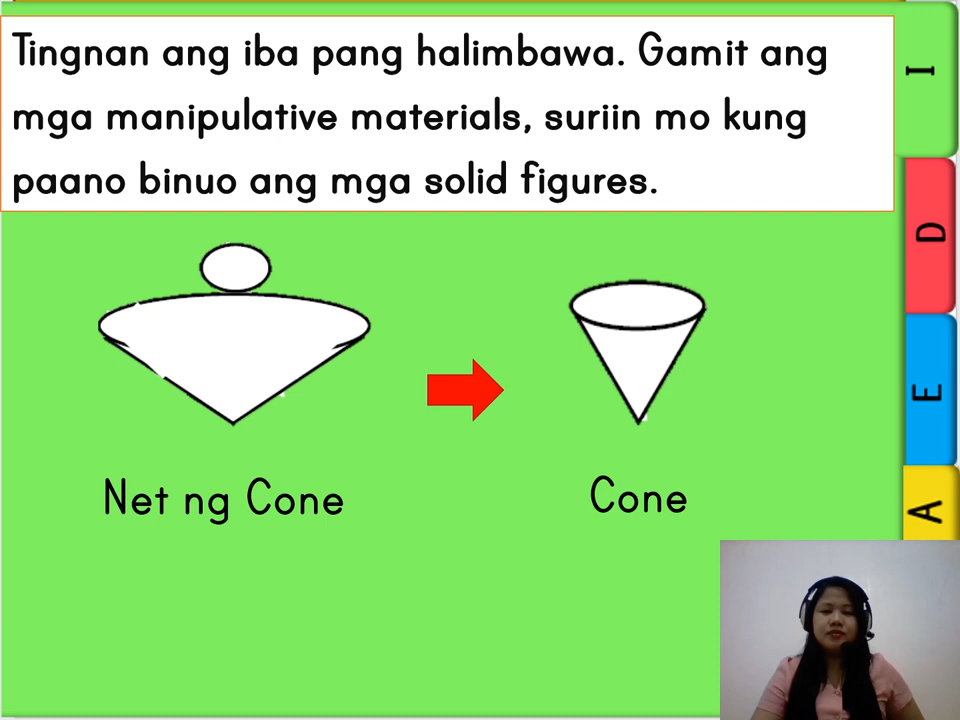 Tingnan ang iba pang halimbawa. Gamit ang
mga manipulative materials, suriin mo kung
paano binuo ang mga solid figures.
Net ng Cone
Cone
I
D
E
A